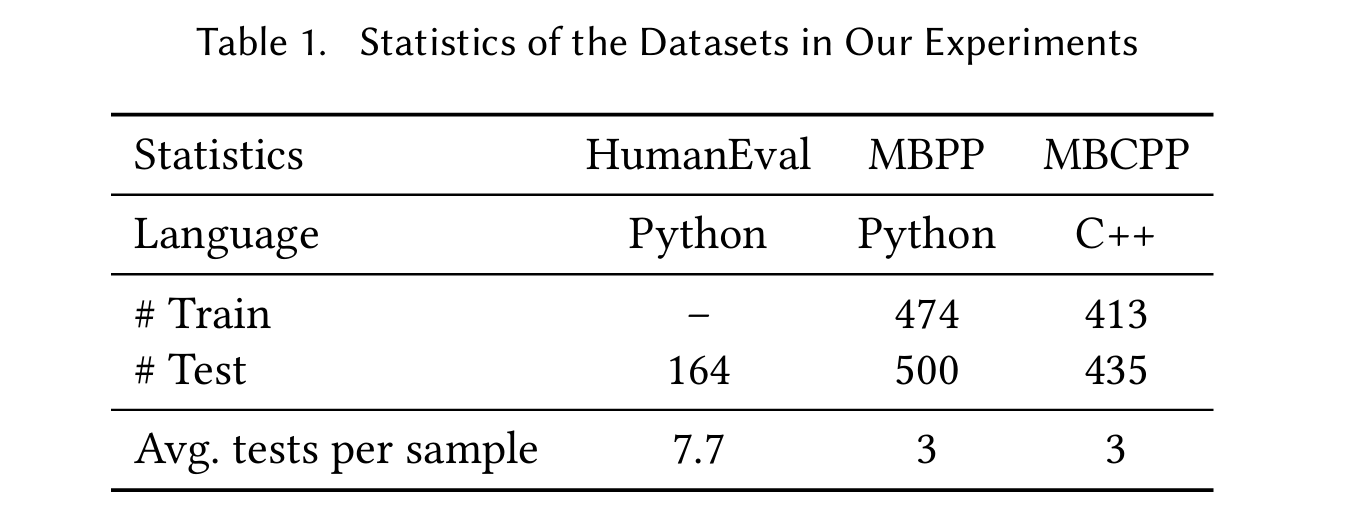 Table 1. Statistics of the Datasets in Our Experiments
Statistics HumanEval MBPP MBCPP
Language Python Python C++
# Train – 474 413
# Test 164 500 435
Avg. tests per sample 7.7 3 3